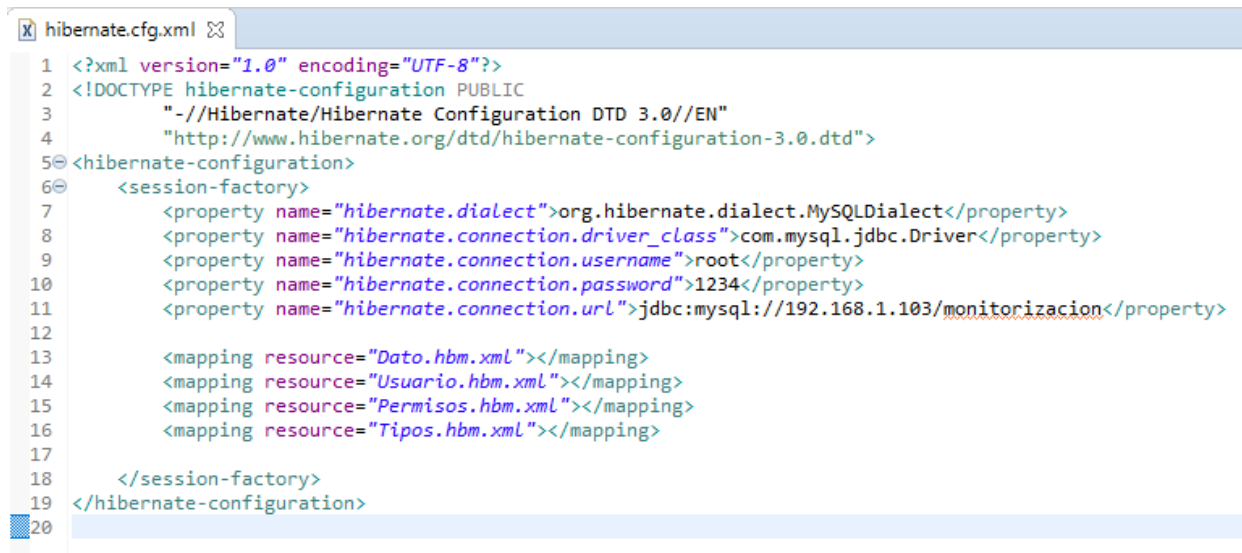 hibernate.cfg.xml
1 <?xml version="1.0" encoding="UTF-8"?>
2 <!DOCTYPE hibernate-configuration PUBLIC
3         "-//Hibernate/Hibernate Configuration DTD 3.0//EN"
4         "http://www.hibernate.org/dtd/hibernate-configuration-3.0.dtd">
5 <hibernate-configuration>
6     <session-factory>
7         <property name="hibernate.dialect">org.hibernate.dialect.MySQLDialect</property>
8         <property name="hibernate.connection.driver_class">com.mysql.jdbc.Driver</property>
9         <property name="hibernate.connection.username">root</property>
10         <property name="hibernate.connection.password">1234</property>
11         <property name="hibernate.connection.url">jdbc:mysql://192.168.1.103/monitorizacion</property>
12
13         <mapping resource="Dato.hbm.xml"></mapping>
14         <mapping resource="Usuario.hbm.xml"></mapping>
15         <mapping resource="Permisos.hbm.xml"></mapping>
16         <mapping resource="Tipos.hbm.xml"></mapping>
17
18     </session-factory>
19 </hibernate-configuration>
20